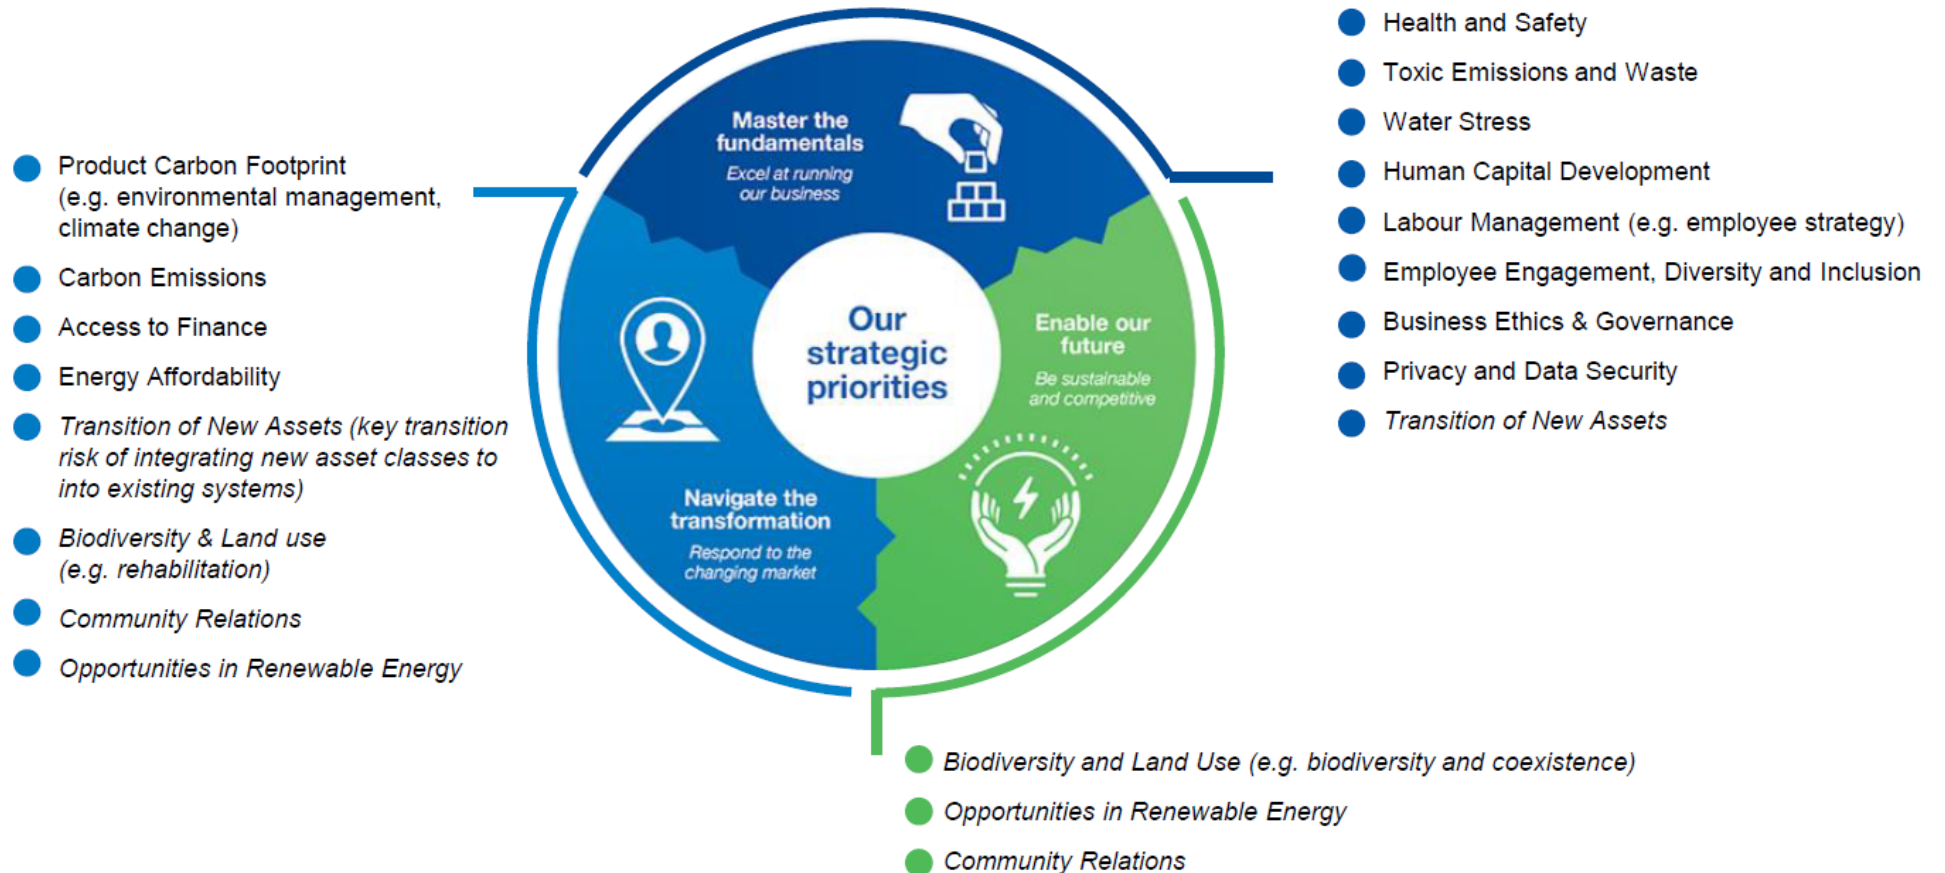 Product Carbon Footprint
(e.g. environmental management,
climate change)
Carbon Emissions
Access to Finance
Energy Affordability
Transition of New Assets (key transition
risk of integrating new asset classes to
into existing systems)
Biodiversity & Land use
(e.g. rehabilitation)
Community Relations
Opportunities in Renewable Energy
Master the
fundamentals
Excel at running
our business
Our
strategic
priorities
Enable our
future
Be sustainable
and competitive
Navigate the
transformation
Respond to the
changing market
Health and Safety
Toxic Emissions and Waste
Water Stress
Human Capital Development
Labour Management (e.g. employee strategy)
Employee Engagement, Diversity and Inclusion
Business Ethics & Governance
Privacy and Data Security
Transition of New Assets
Biodiversity and Land Use (e.g. biodiversity and coexistence)
Opportunities in Renewable Energy
Community Relations